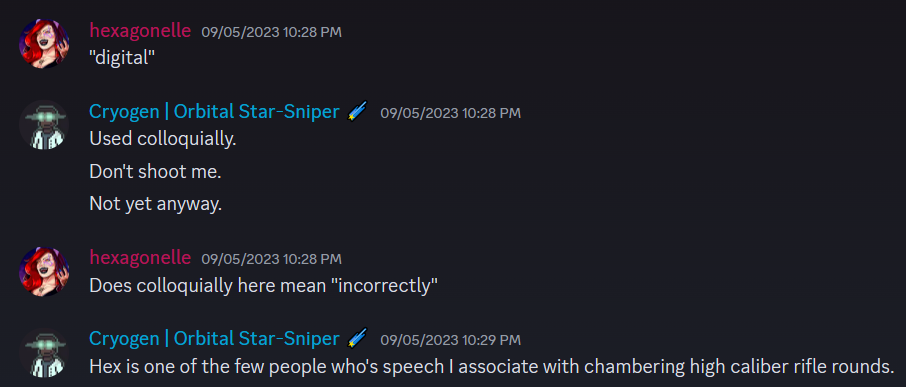 hexagonelle 09/05/2023 10:28 PM
"digital"
Cryogen | Orbital Star-Sniper 09/05/2023 10:28 PM
Used colloquially.
Don't shoot me.
Not yet anyway.
hexagonelle 09/05/2023 10:28 PM
Does colloquially here mean "incorrectly"
Cryogen | Orbital Star-Sniper 09/05/2023 10:29 PM
Hex is one of the few people who's speech I associate with chambering high caliber rifle rounds.